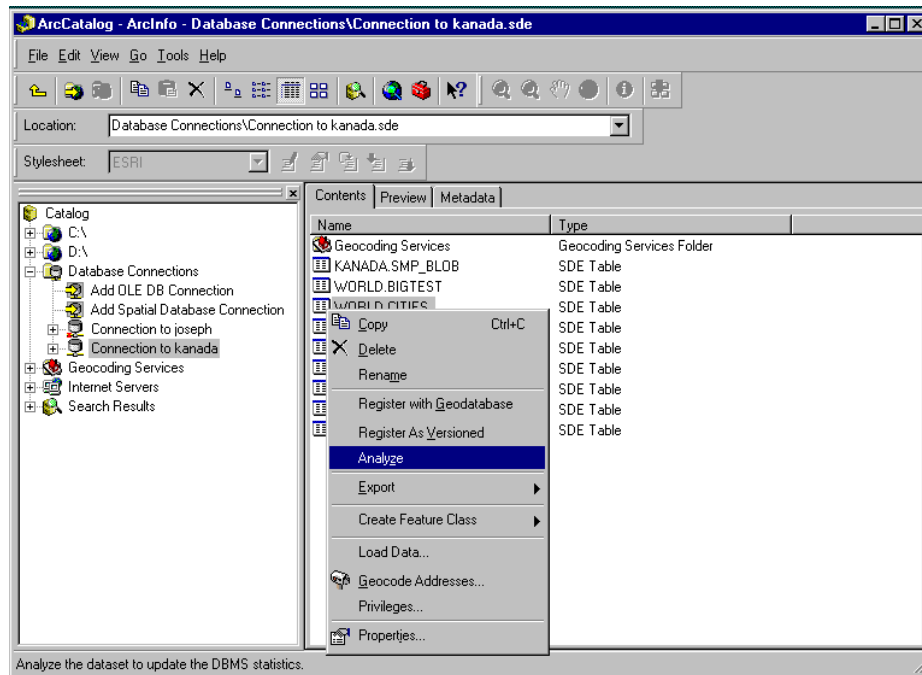 ArcCatalog - ArcInfo - Database Connections\Connection to kanada.sde
File Edit View Go Tools Help
Location: Database Connections\Connection to kanada.sde
Stylesheet: ESRI
Contents Preview Metadata
Catalog
C:\
D:\
Database Connections
Add OLE DB Connection
Add Spatial Database Connection
Connection to joseph
Connection to kanada
Geocoding Services
Internet Servers
Search Results
Name Type
Geocoding Services Geocoding Services Folder
KANADA.SMP_BLOB SDE Table
WORLD.BIGTEST SDE Table
WORLD.CITIES SDE Table
SDE Table
SDE Table
SDE Table
SDE Table
SDE Table
SDE Table
Copy Ctrl+C
Delete
Rename
Register with Geodatabase
Register As Versioned
Analyze
Export
Create Feature Class
Load Data...
Geocode Addresses...
Privileges...
Properties...
Analyze the dataset to update the DBMS statistics.